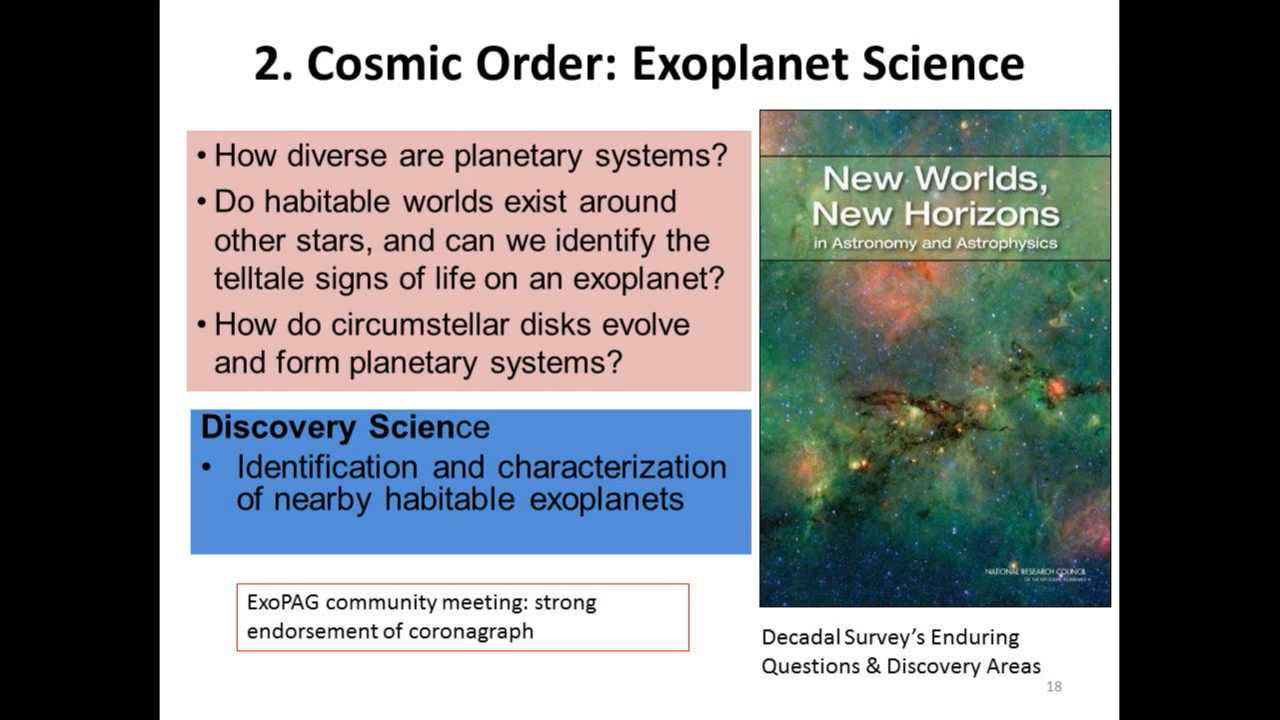 2. Cosmic Order: Exoplanet Science
• How diverse are planetary systems?
• Do habitable worlds exist around
other stars, and can we identify the
telltale signs of life on an exoplanet?
• How do circumstellar disks evolve
and form planetary systems?
Discovery Science
• Identification and characterization
of nearby habitable exoplanets
ExoPAG community meeting: strong
endorsement of coronagraph
New Worlds,
New Horizons
in Astronomy and Astrophysics
NATIONAL RESEARCH COUNCIL
Decadal Survey’s Enduring
Questions & Discovery Areas
18